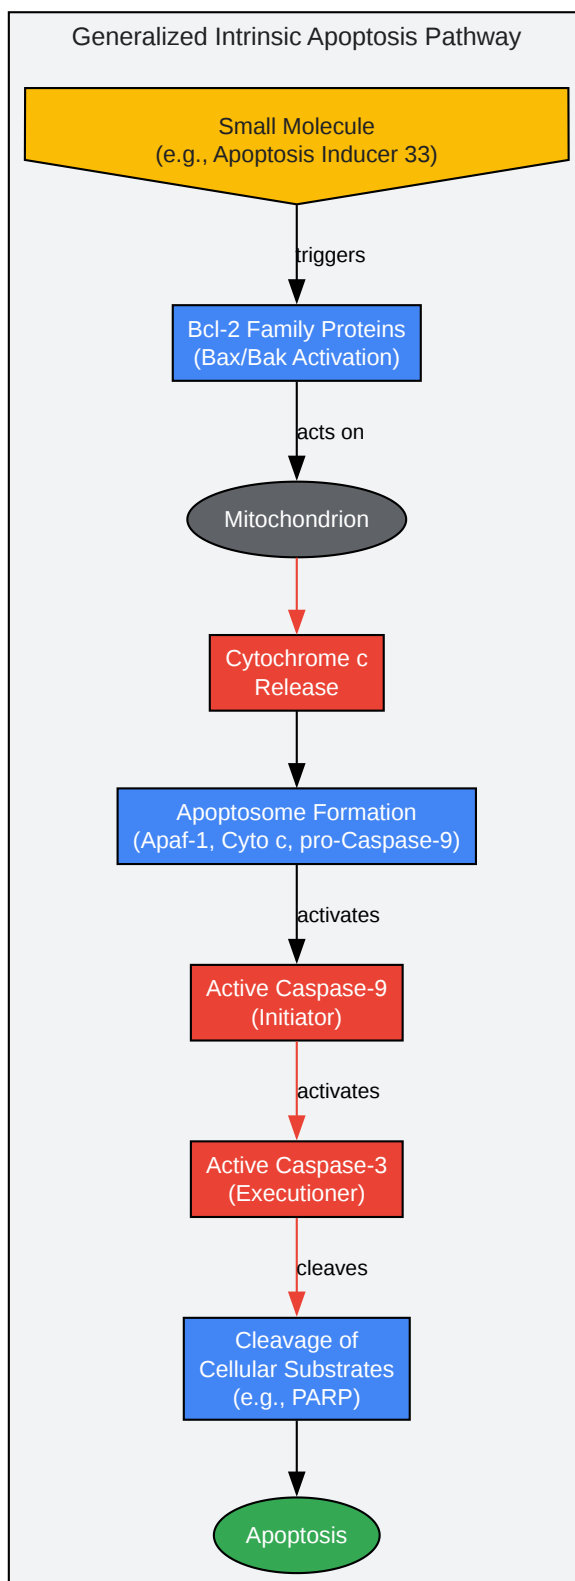 Generalized Intrinsic Apoptosis Pathway
Small Molecule
(e.g., Apoptosis Inducer 33)
triggers
Bcl-2 Family Proteins
(Bax/Bak Activation)
acts on
Mitochondrion
Cytochrome c
Release
Apoptosome Formation
(Apaf-1, Cyto c, pro-Caspase-9)
activates
Active Caspase-9
(Initiator)
activates
Active Caspase-3
(Executioner)
cleaves
Cleavage of
Cellular Substrates
(e.g., PARP)
Apoptosis